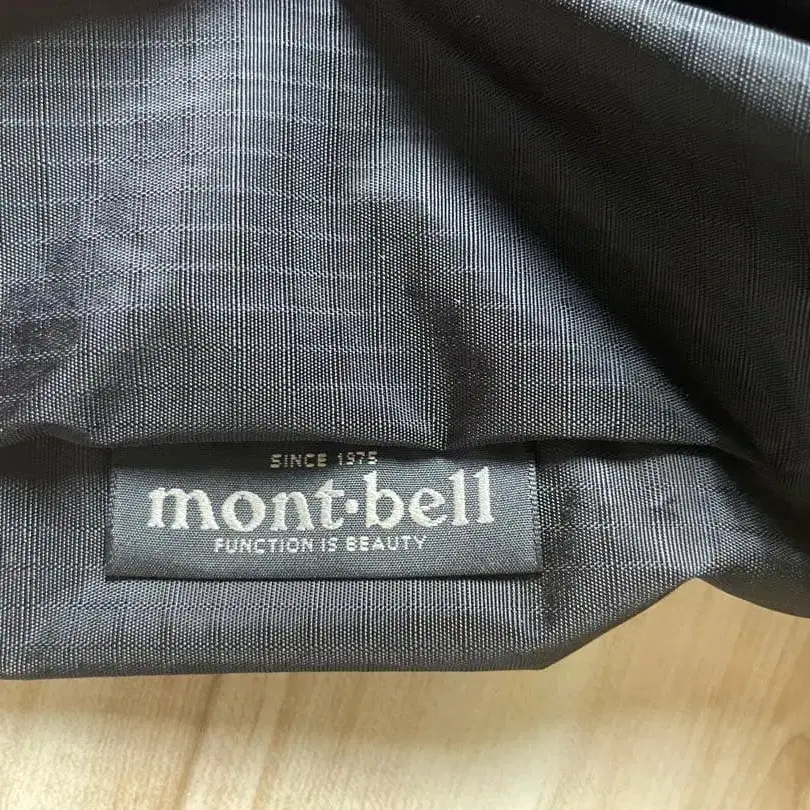 SINCE 1975
mont·bell
FUNCTION IS BEAUTY